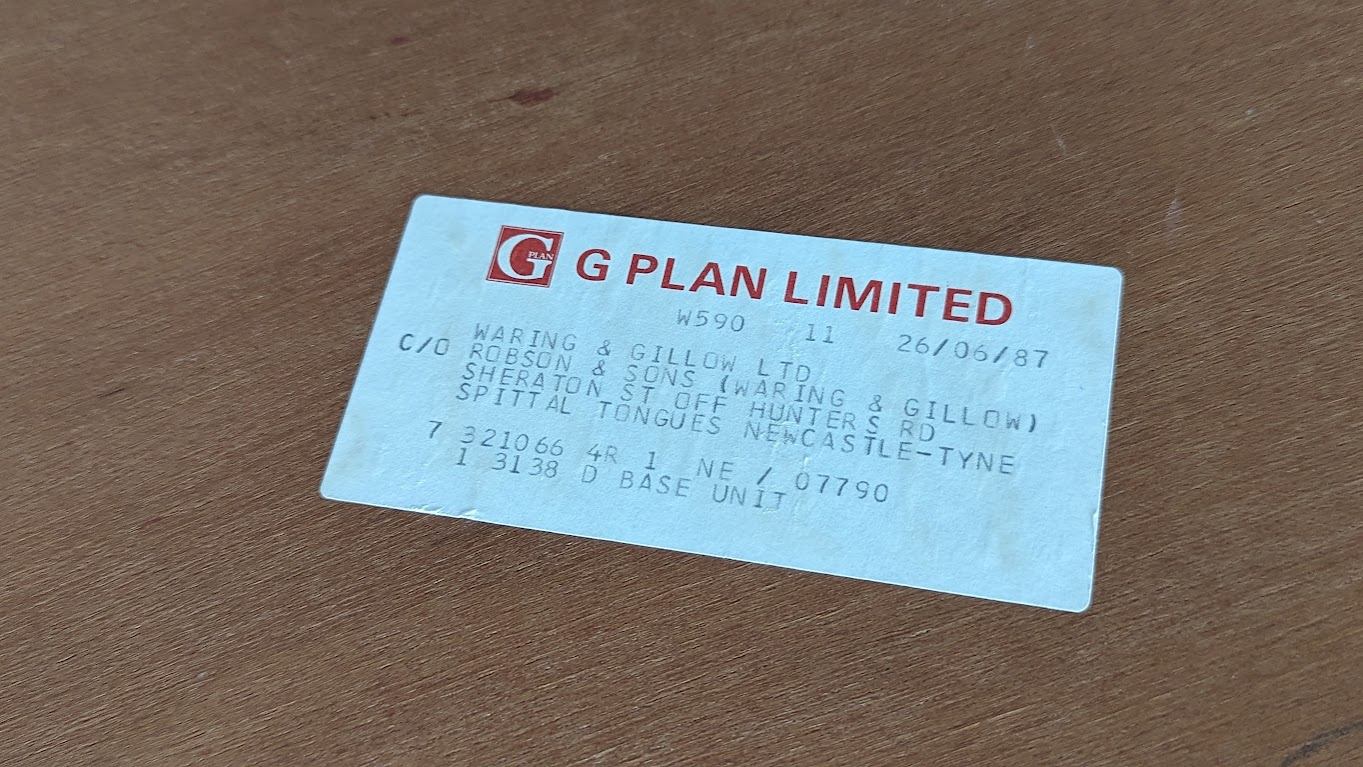 G PLAN G PLAN LIMITED
W590 11 26/06/87
WARING & GILLOW LTD
C/O ROBSON & SONS (WARING & GILLOW)
SHERATON ST OFF HUNTERS RD
SPITTAL TONGUES NEWCASTLE-TYNE
7 321066 4R 1 NE / 07790
1 3138 D BASE UNIT